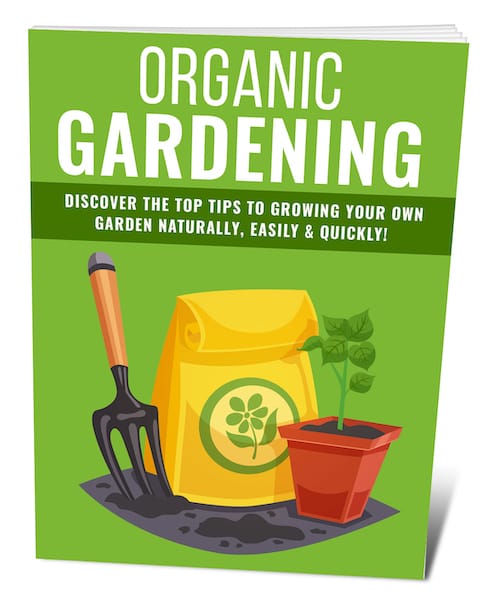 ORGANIC
GARDENING
DISCOVER THE TOP TIPS TO GROWING YOUR OWN
GARDEN NATURALLY, EASILY & QUICKLY!